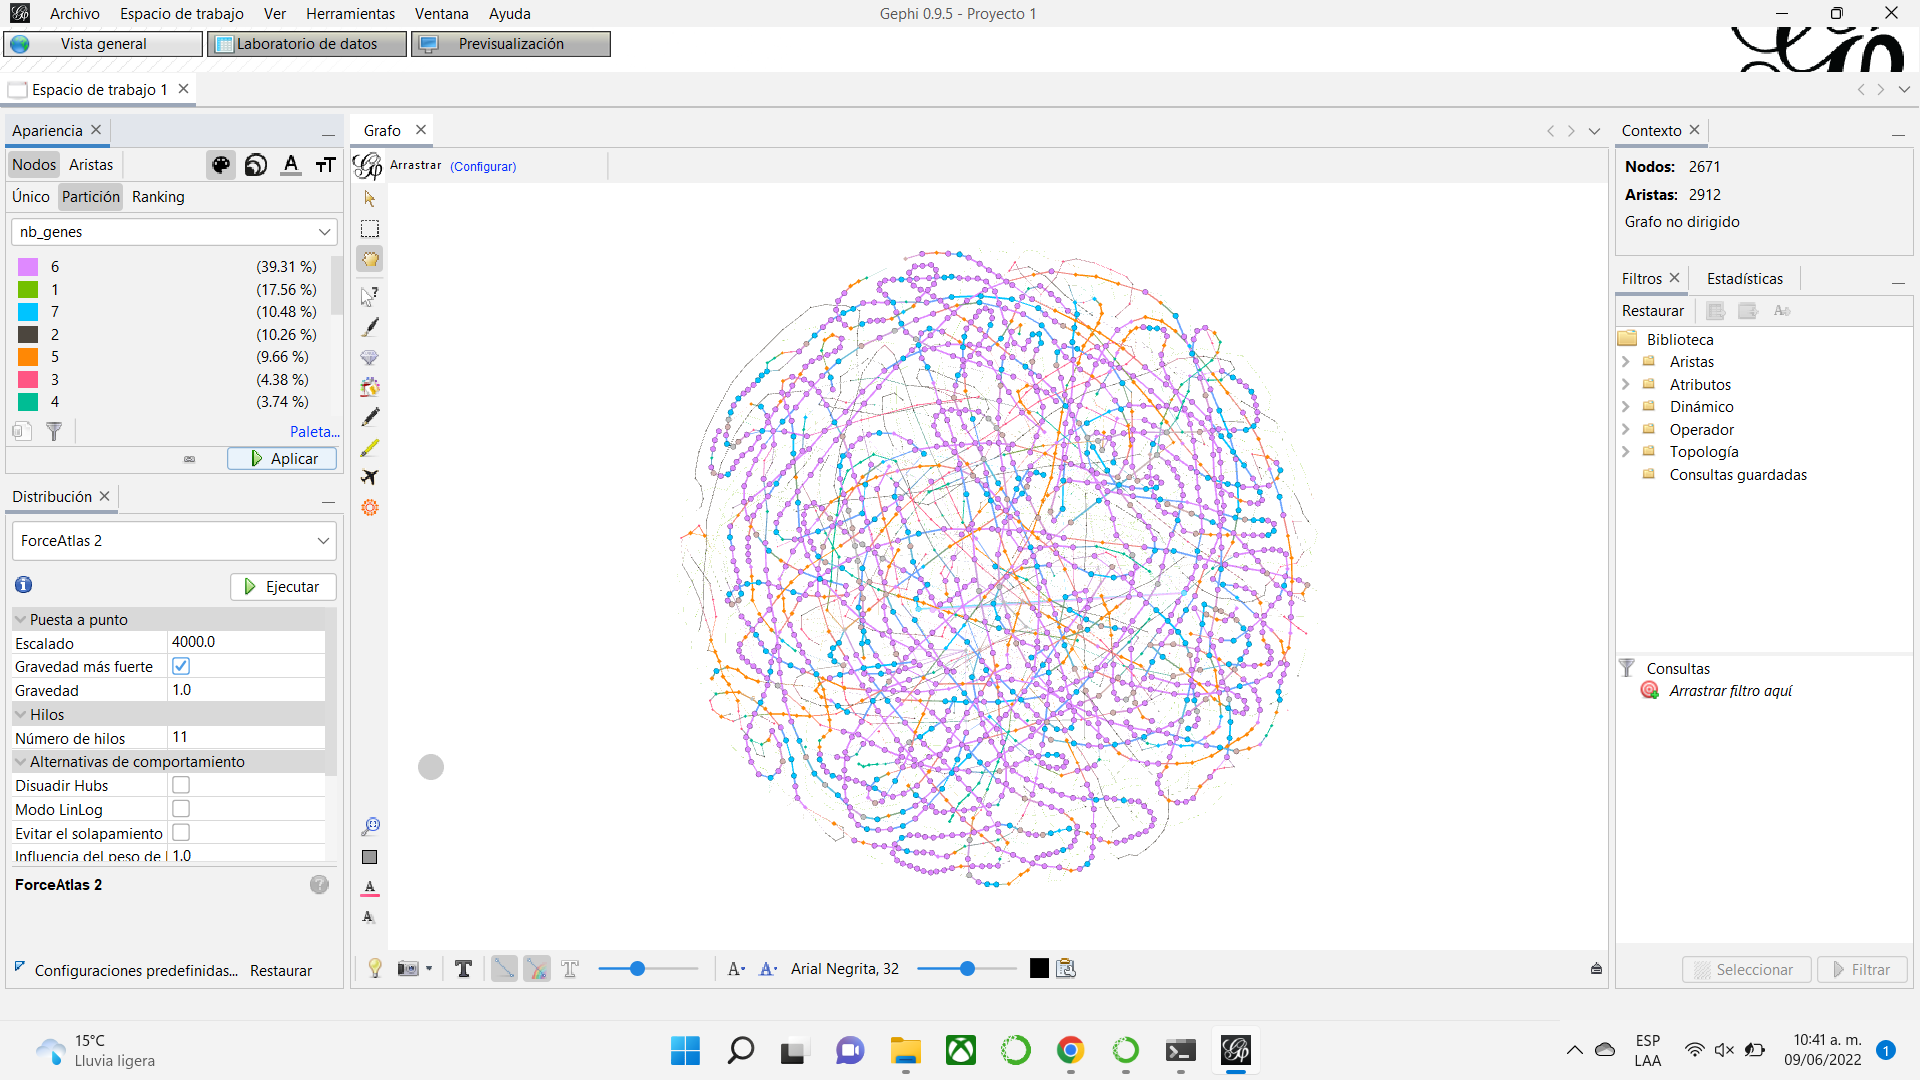 Archivo Espacio de trabajo Ver Herramientas Ventana Ayuda
Gephi 0.9.5 - Proyecto 1
Vista general Laboratorio de datos Previsualización
Espacio de trabajo 1
Apariencia
Nodos Aristas
Único Partición Ranking
nb_genes
6 (39.31 %)
1 (17.56 %)
7 (10.48 %)
2 (10.26 %)
5 (9.66 %)
3 (4.38 %)
4 (3.74 %)
Paleta...
Aplicar
Distribución
ForceAtlas 2
Ejecutar
Puesta a punto
Escalado 4000.0
Gravedad más fuerte
Gravedad 1.0
Hilos
Número de hilos 11
Alternativas de comportamiento
Disuadir Hubs
Modo LinLog
Evitar el solapamiento
Influencia del peso de 1.0
ForceAtlas 2
Configuraciones predefinidas... Restaurar
Grafo
Arrastrar (Configurar)
Arial Negrita, 32
Contexto
Nodos: 2671
Aristas: 2912
Grafo no dirigido
Filtros Estadísticas
Restaurar
Biblioteca
Aristas
Atributos
Dinámico
Operador
Topología
Consultas guardadas
Consultas
Arrastrar filtro aquí
Seleccionar Filtrar
15°C
Lluvia ligera
ESP
LAA
10:41 a. m.
09/06/2022
1